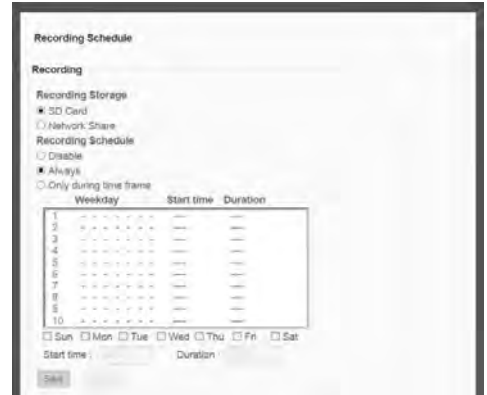 Recording Schedule
Recording
Recording Storage
SD Card
Network Share
Recording Schedule
Disable
Always
Only during time frame
Weekday Start time Duration
1 - - - - - - - ---- ----
2 - - - - - - - ---- ----
3 - - - - - - - ---- ----
4 - - - - - - - ---- ----
5 - - - - - - - ---- ----
6 - - - - - - - ---- ----
7 - - - - - - - ---- ----
8 - - - - - - - ---- ----
9 - - - - - - - ---- ----
10 - - - - - - - ---- ----
Sun Mon Tue Wed Thu Fri Sat
Start time : Duration
Save